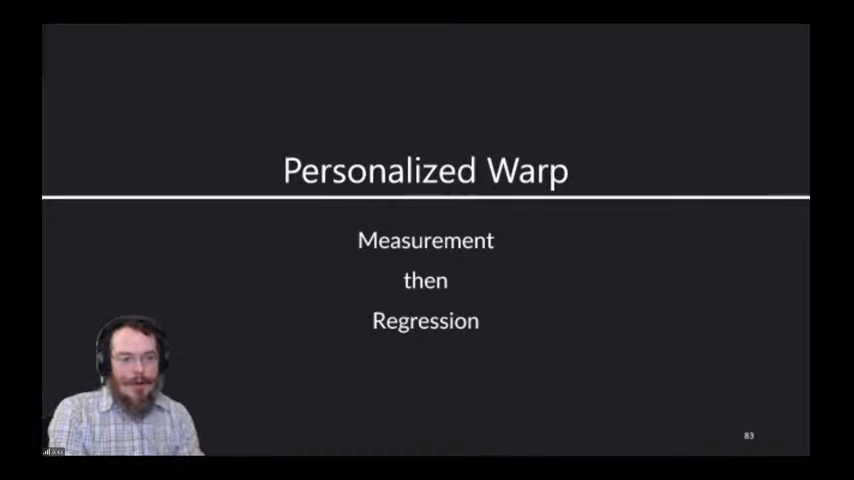 Personalized Warp
Measurement
then
Regression
83